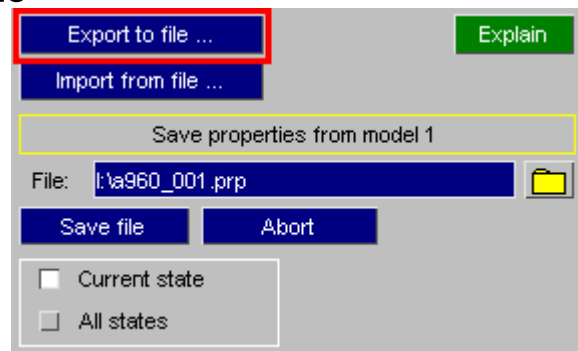 Export to file ...
Explain
Import from file ...
Save properties from model 1
File: I:\a960_001.prp
Save file Abort
Current state
All states